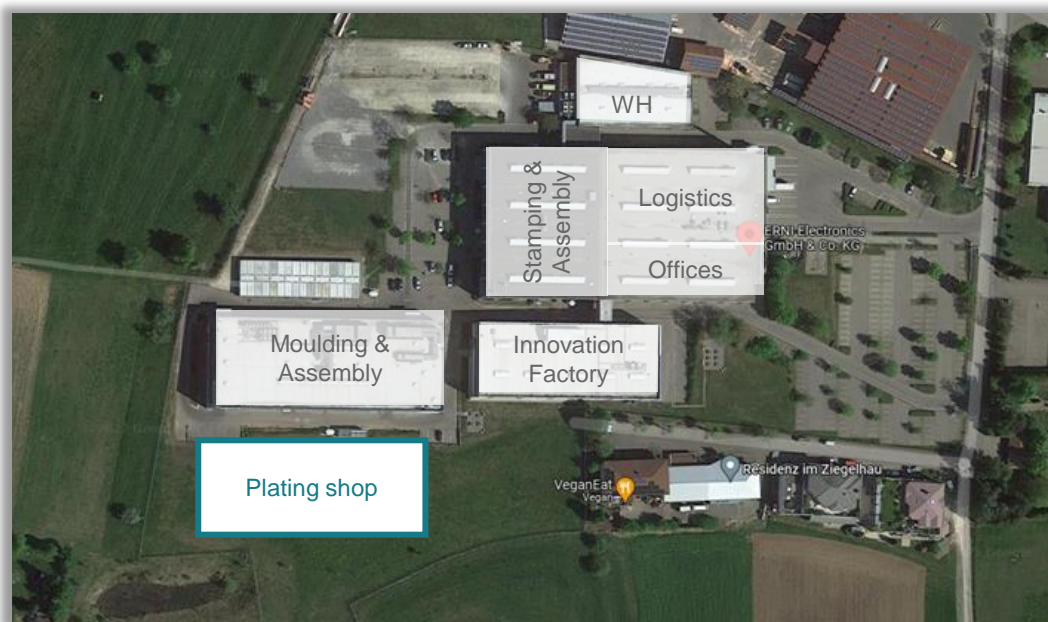 WH
Stamping &
Assembly
Logistics
ERNI Electronics
GmbH & Co. KG
Offices
Moulding &
Assembly
Innovation
Factory
Plating shop
Residenz im Ziegelhau
VeganEat
Vegan